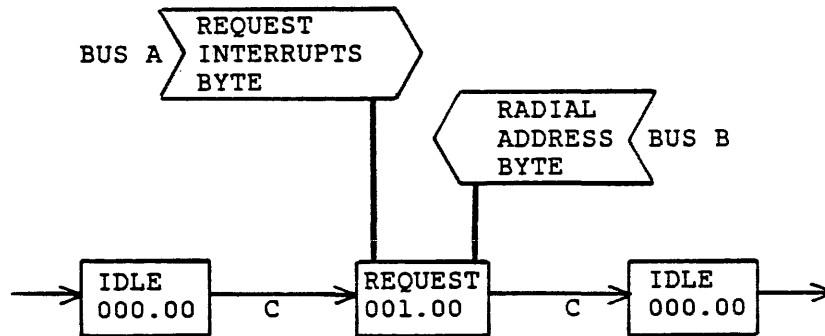 REQUEST
BUS A INTERRUPTS
BYTE
RADIAL
ADDRESS BUS B
BYTE
IDLE
000.00
C
REQUEST
001.00
C
IDLE
000.00